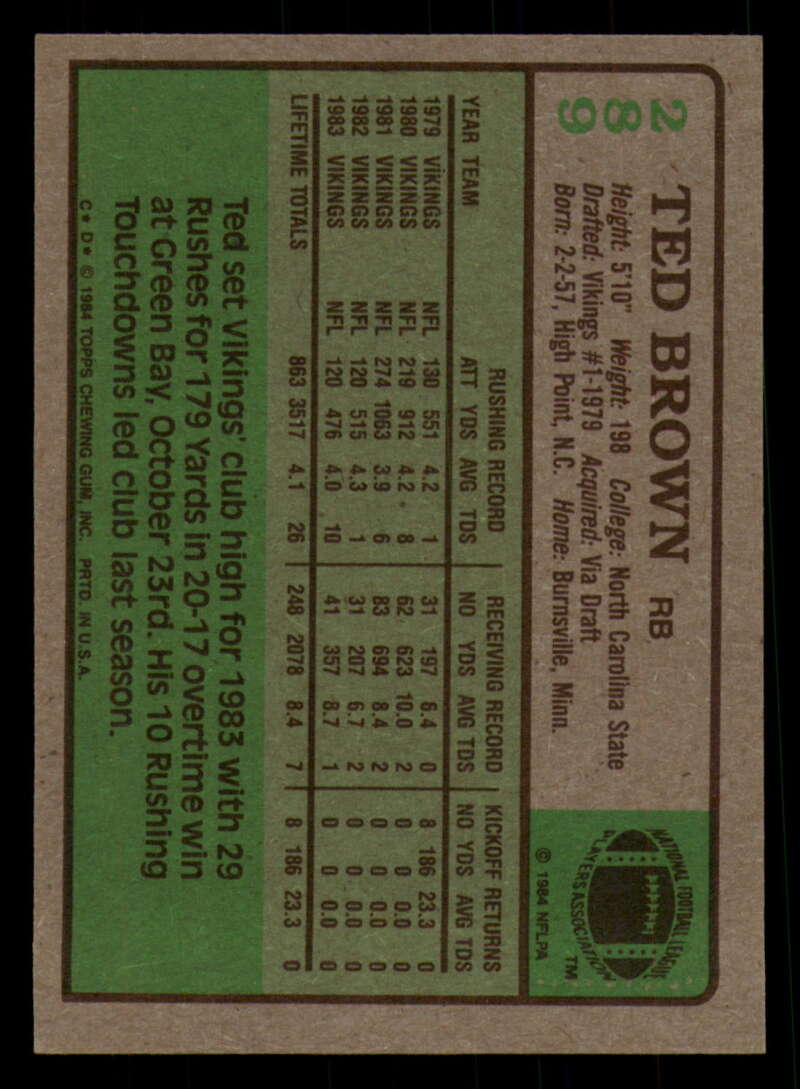 289
TED BROWN RB
Height: 5'10" Weight: 198 College: North Carolina State
Drafted: Vikings #1-1979 Acquired: Via Draft
Born: 2-2-57, High Point, N.C. Home: Burnsville, Minn.
NATIONAL FOOTBALL LEAGUE
PLAYERS ASSOCIATION
TM
© 1984 NFLPA
RUSHING RECORD RECEIVING RECORD KICKOFF RETURNS
YEAR TEAM ATT YDS AVG TDS NO YDS AVG TDS NO YDS AVG TDS
1979 VIKINGS NFL 130 551 4.2 1 31 197 6.4 0 8 186 23.3 0
1980 VIKINGS NFL 219 912 4.2 8 62 623 10.0 2 0 0 0.0 0
1981 VIKINGS NFL 274 1063 3.9 6 83 694 8.4 2 0 0 0.0 0
1982 VIKINGS NFL 120 515 4.3 1 31 207 6.7 2 0 0 0.0 0
1983 VIKINGS NFL 120 476 4.0 10 41 357 8.7 1 0 0 0.0 0
LIFETIME TOTALS 863 3517 4.1 26 248 2078 8.4 7 8 186 23.3 0
Ted set Vikings' club high for 1983 with 29
Rushes for 179 Yards in 20-17 overtime win
at Green Bay, October 23rd. His 10 Rushing
Touchdowns led club last season.
C* D* © 1984 TOPPS CHEWING GUM, INC. PRTD. IN U.S.A.